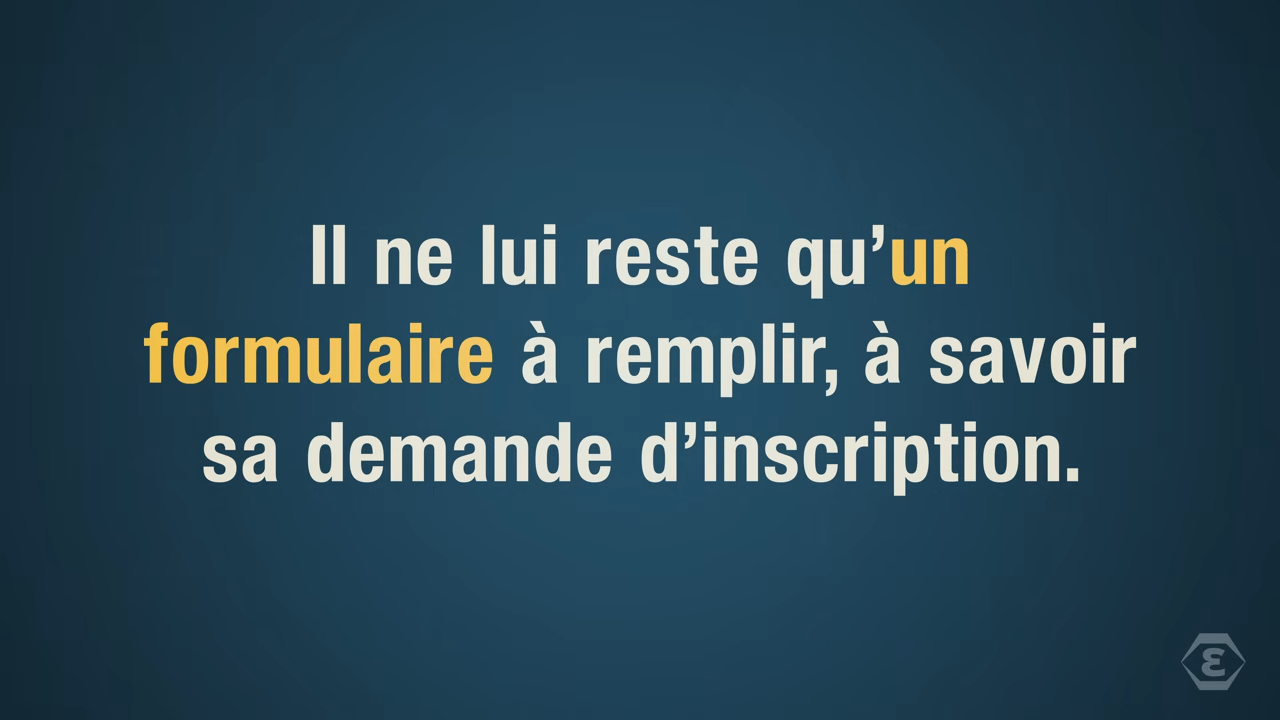 Il ne lui reste qu’un
formulaire à remplir, à savoir
sa demande d’inscription.
ε